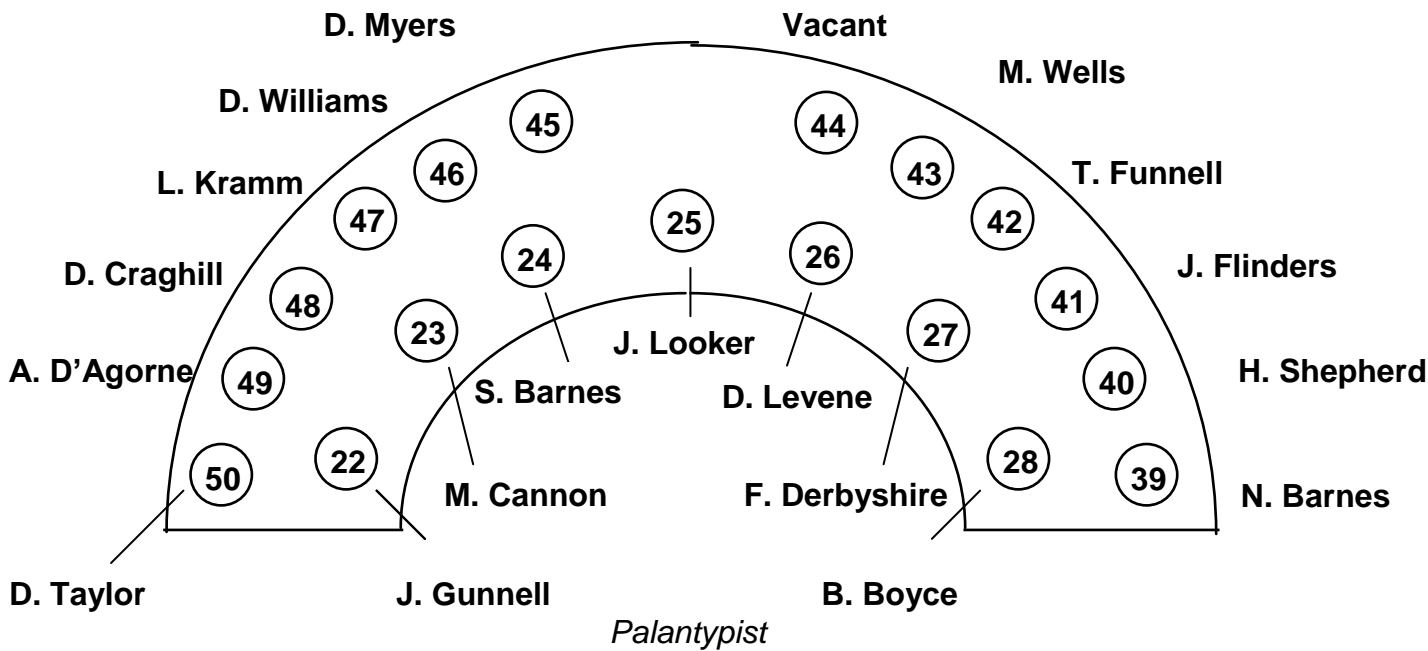 D. Myers Vacant
M. Wells
D. Williams
45 44
46 43
T. Funnell
L. Kramm
47 25 42
24 26
J. Flinders
D. Craghill
48 41
23 27
J. Looker
A. D'Agorne 49 40 H. Shepherd
S. Barnes D. Levene
22 28
50 39
M. Cannon F. Derbyshire N. Barnes
D. Taylor J. Gunnell B. Boyce
Palantypist